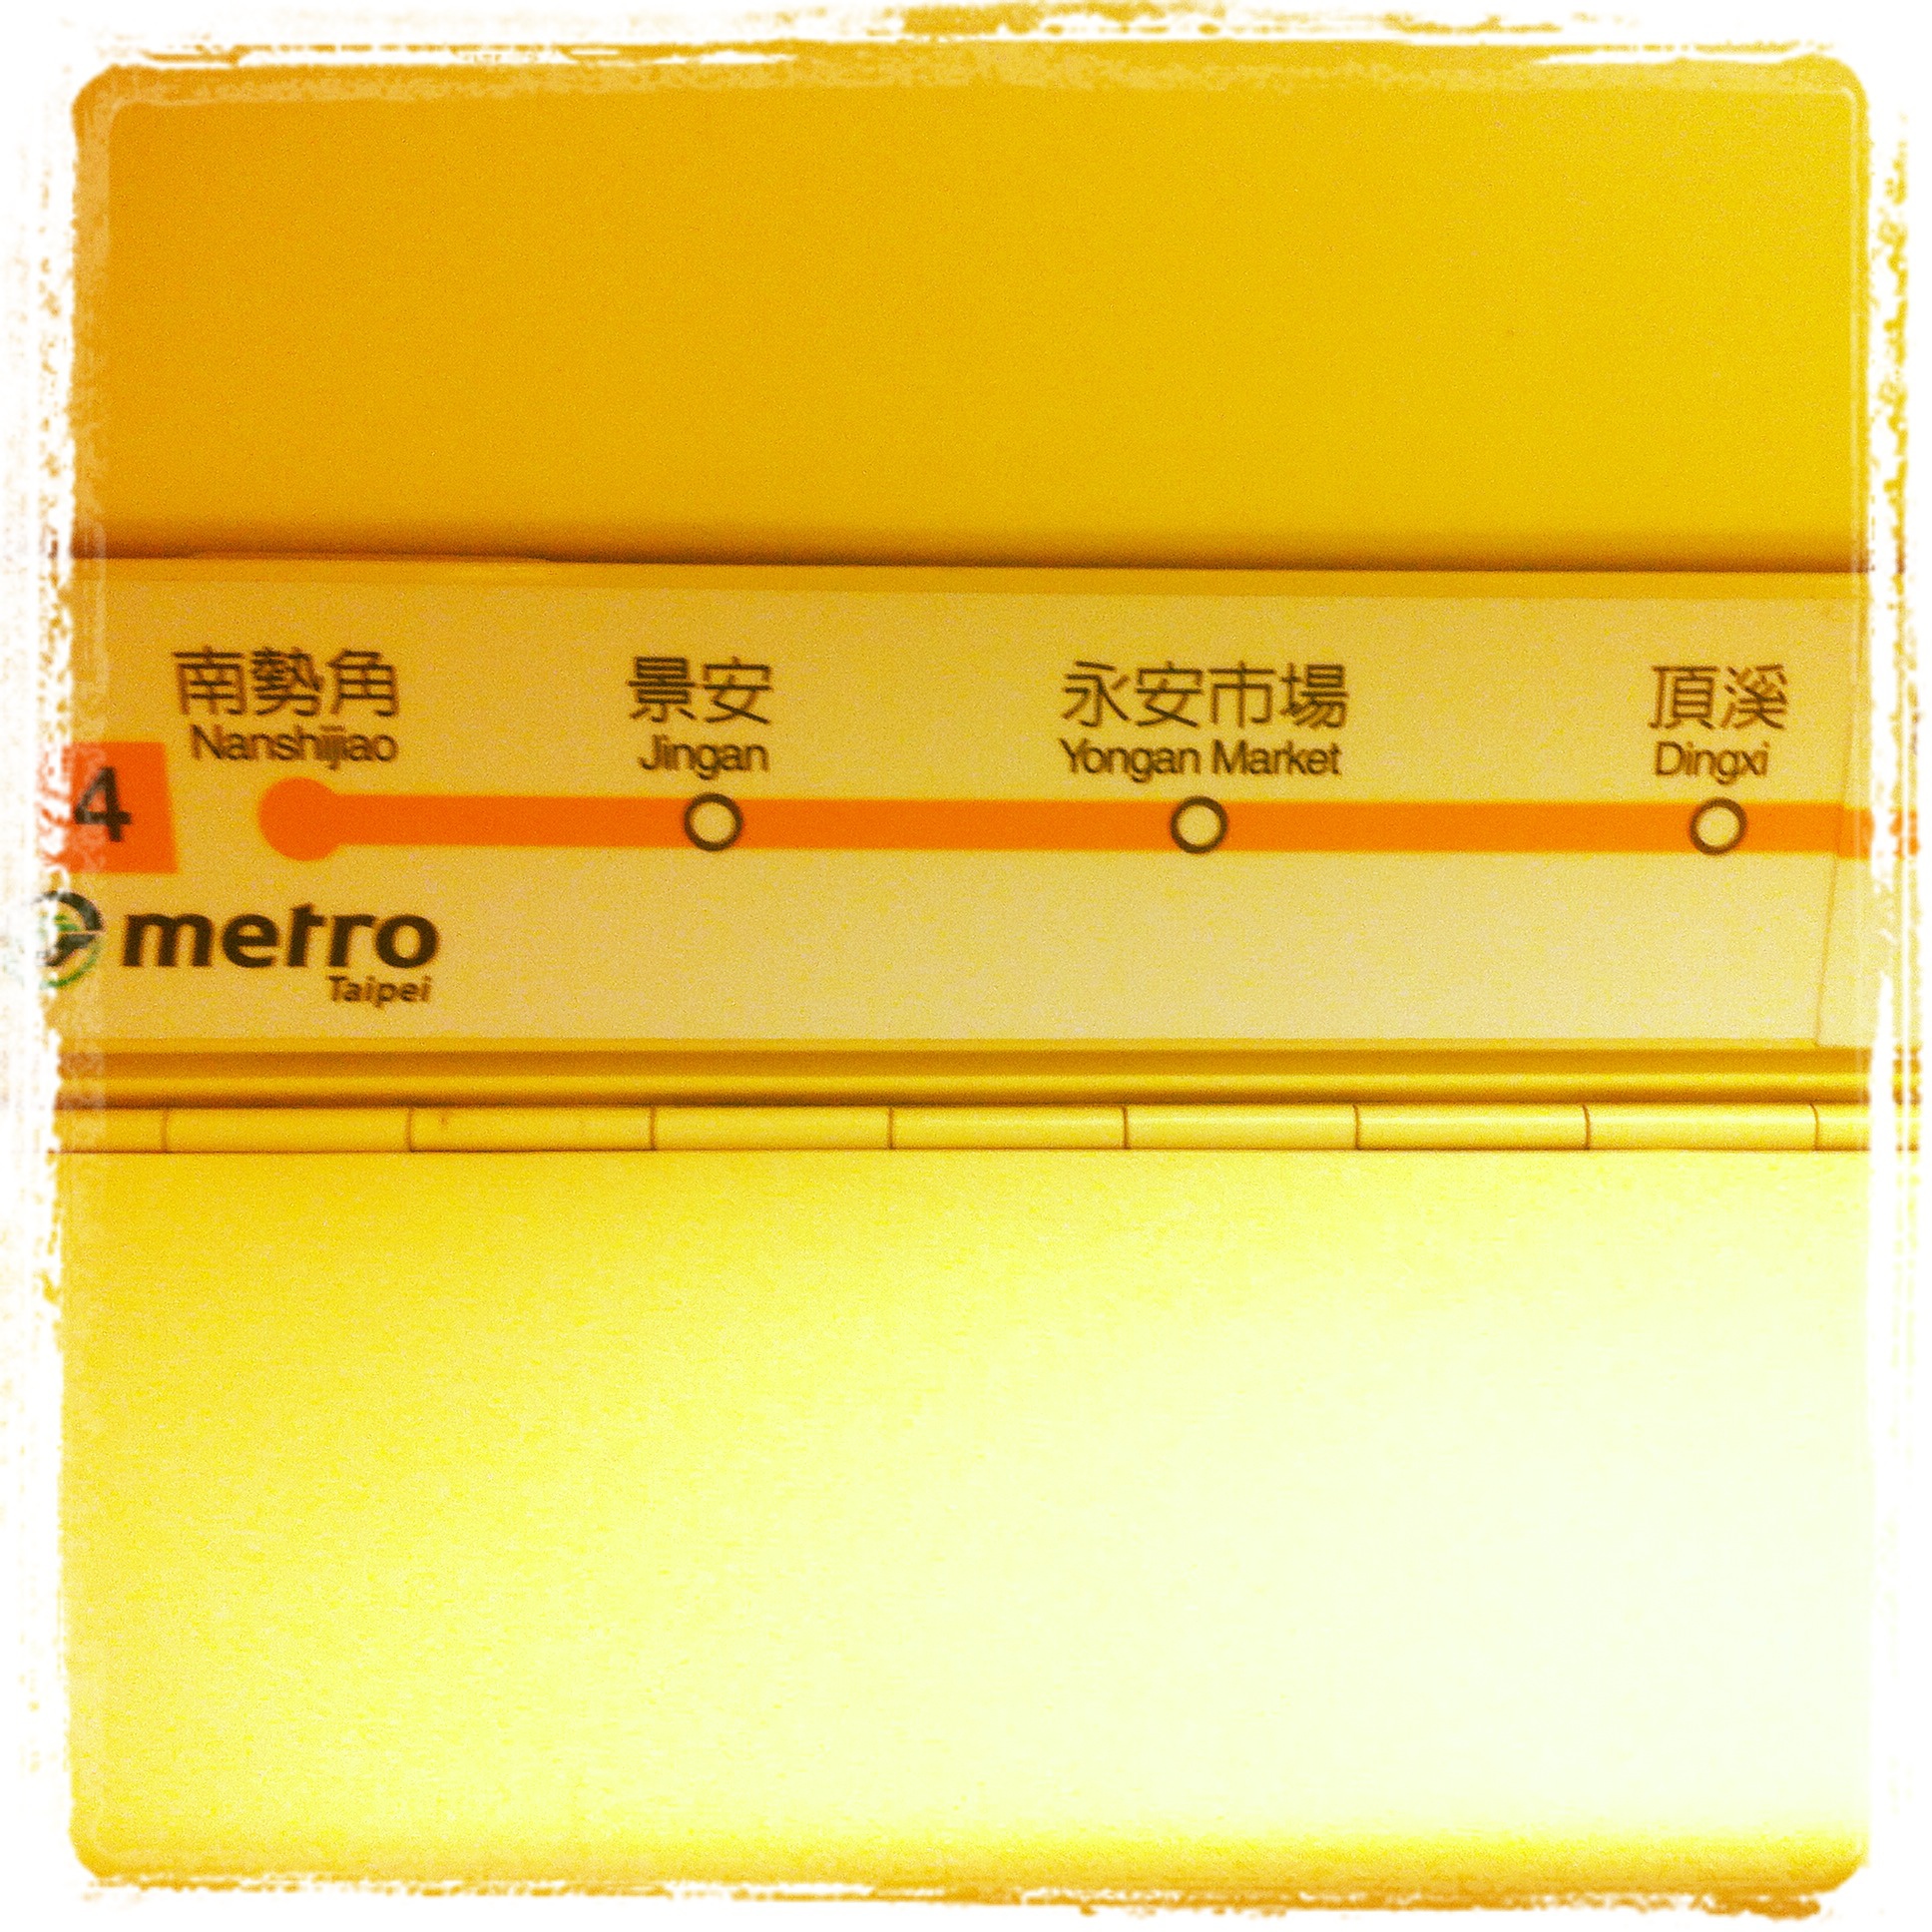 南勢角
Nanshijiao
景安
Jingan
永安市場
Yongan Market
頂溪
Dingxi
4
metro
Taipei